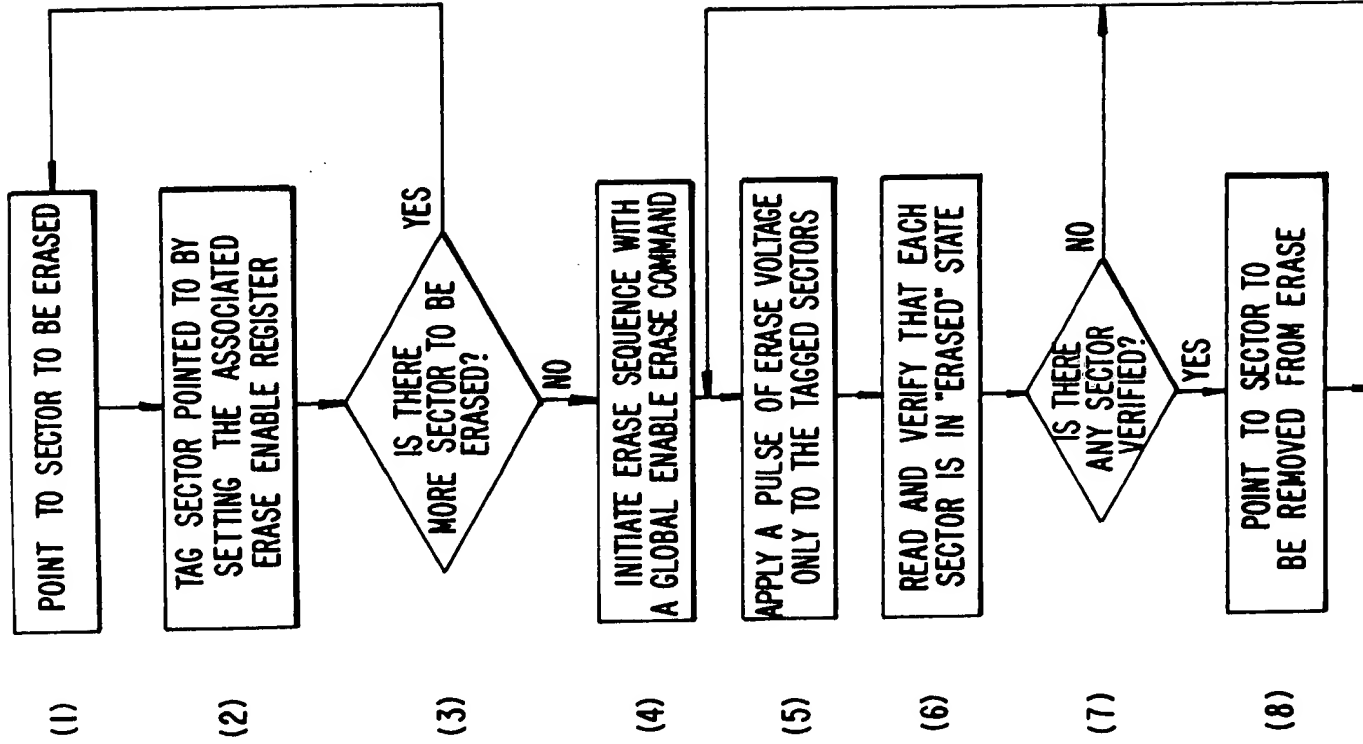 (1)
POINT TO SECTOR TO BE ERASED
(2)
TAG SECTOR POINTED TO BY
SETTING THE ASSOCIATED
ERASE ENABLE REGISTER
(3)
IS THERE
MORE SECTOR TO BE
ERASED?
YES
NO
(4)
INITIATE ERASE SEQUENCE WITH
A GLOBAL ENABLE ERASE COMMAND
(5)
APPLY A PULSE OF ERASE VOLTAGE
ONLY TO THE TAGGED SECTORS
(6)
READ AND VERIFY THAT EACH
SECTOR IS IN "ERASED" STATE
(7)
IS THERE
ANY SECTOR
VERIFIED?
NO
YES
(8)
POINT TO SECTOR TO
BE REMOVED FROM ERASE